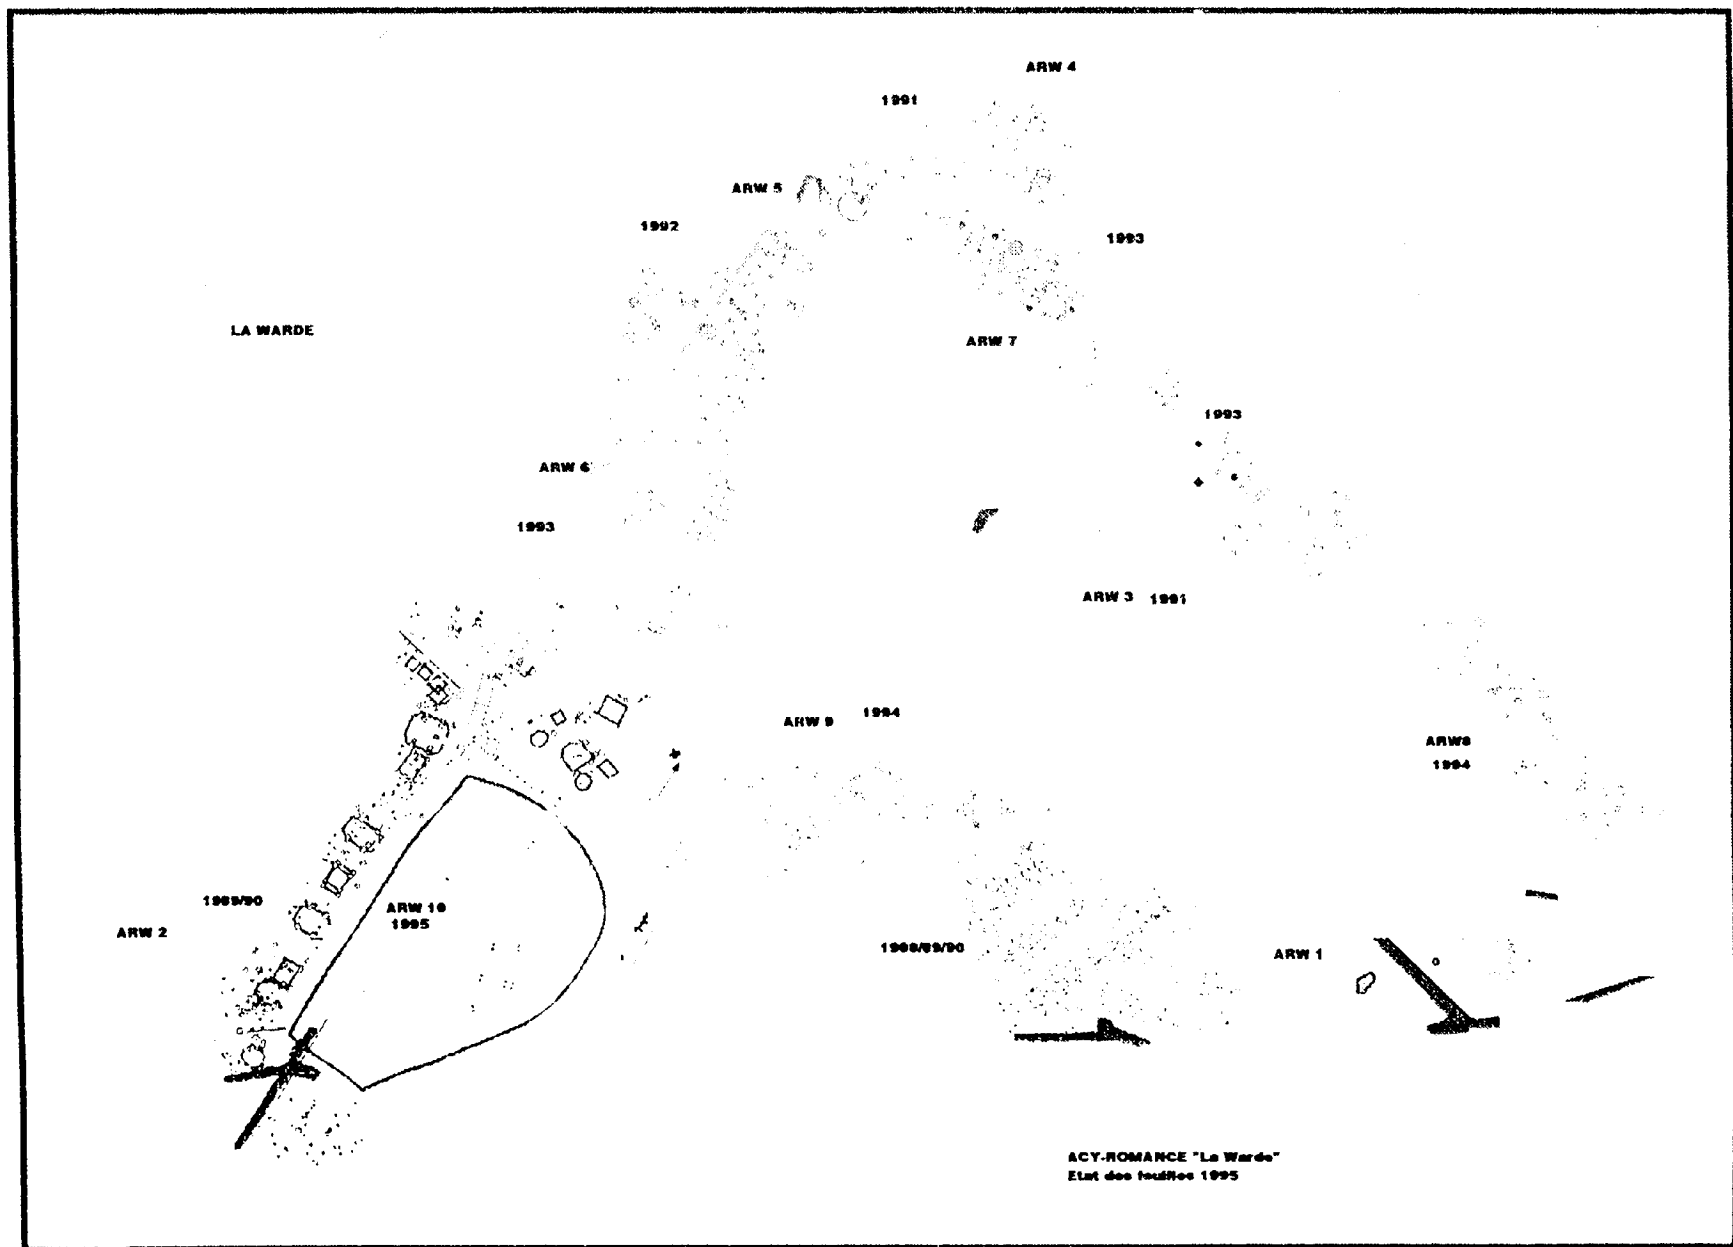 ARW 4
1991
ARW 5
1992
1993
LA WARDE
ARW 7
1993
ARW 6
1993
ARW 3 1991
ARW 9 1994
ARW8
1994
1989/90
ARW 10
1995
ARW 2
1988/89/90
ARW 1
ACY-ROMANCE "La Warde"
Etat des fouilles 1995